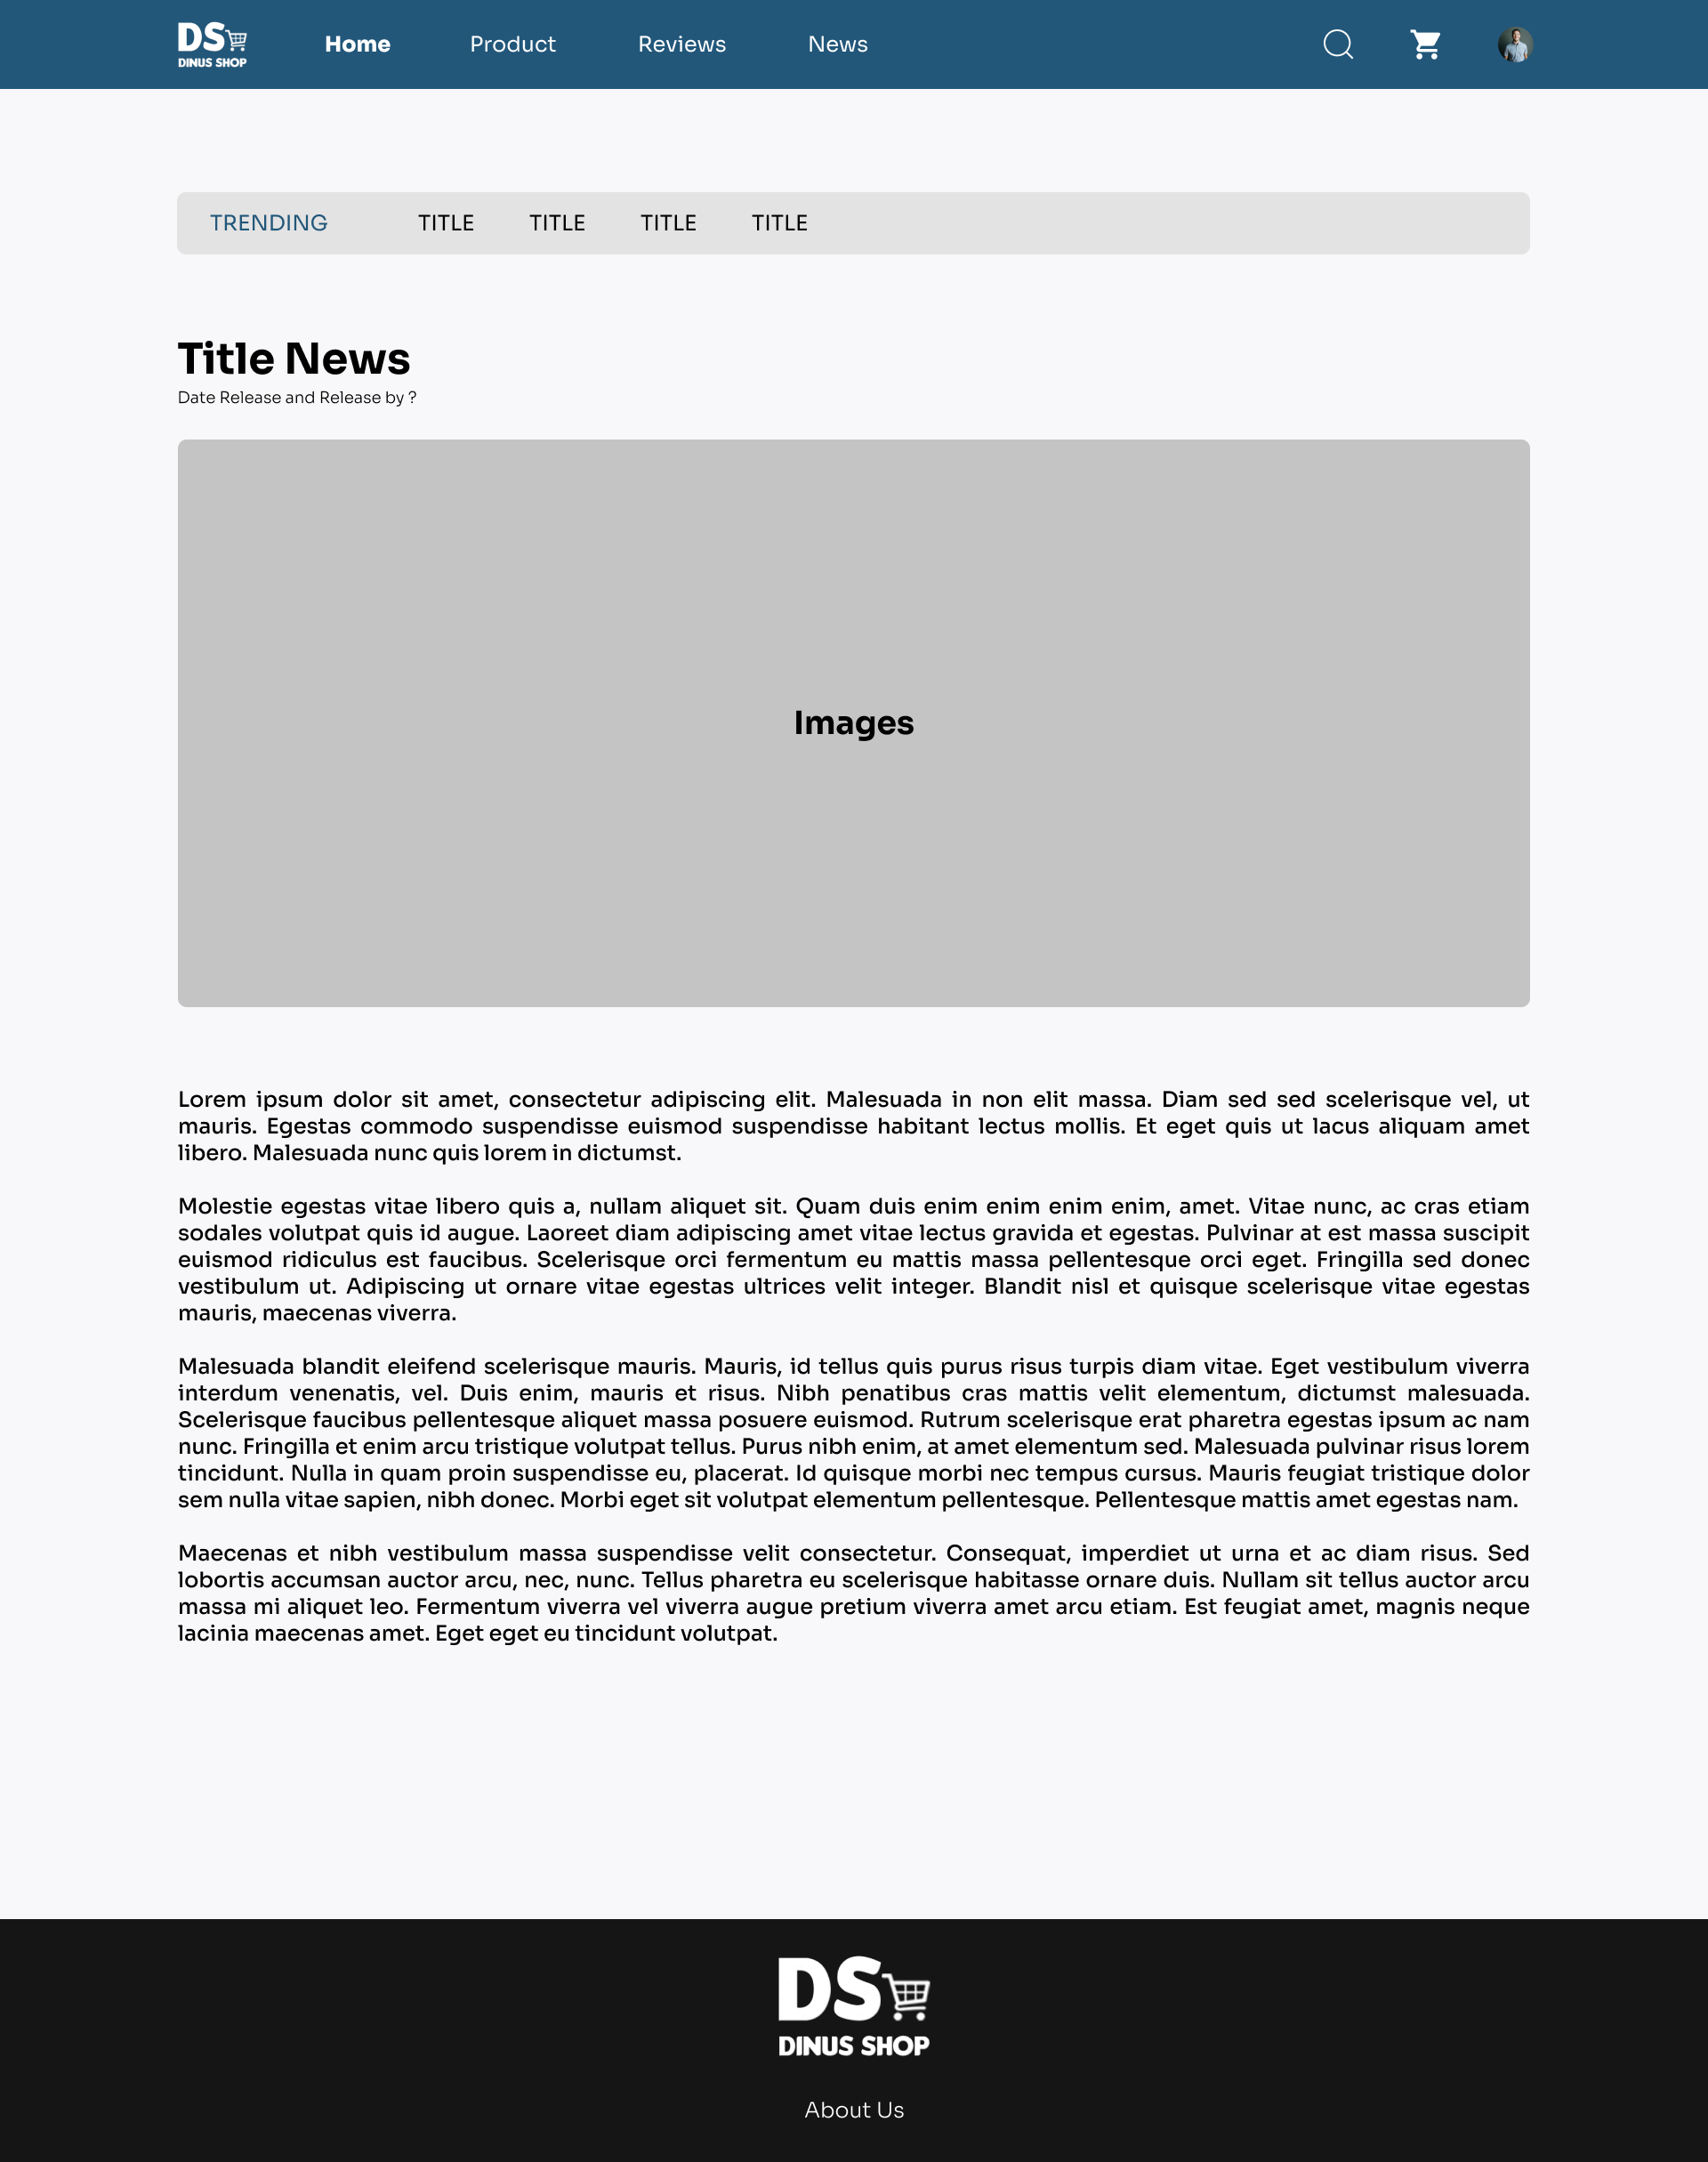 DS
DINUS SHOP
Home
Product
Reviews
News
TRENDING
TITLE
TITLE
TITLE
TITLE
Title News
Date Release and Release by ?
Images
Lorem ipsum dolor sit amet, consectetur adipiscing elit. Malesuada in non elit massa. Diam sed sed scelerisque vel, ut
mauris. Egestas commodo suspendisse euismod suspendisse habitant lectus mollis. Et eget quis ut lacus aliquam amet
libero. Malesuada nunc quis lorem in dictumst.
Molestie egestas vitae libero quis a, nullam aliquet sit. Quam duis enim enim enim enim, amet. Vitae nunc, ac cras etiam
sodales volutpat quis id augue. Laoreet diam adipiscing amet vitae lectus gravida et egestas. Pulvinar at est massa suscipit
euismod ridiculus est faucibus. Scelerisque orci fermentum eu mattis massa pellentesque orci eget. Fringilla sed donec
vestibulum ut. Adipiscing ut ornare vitae egestas ultrices velit integer. Blandit nisl et quisque scelerisque vitae egestas
mauris, maecenas viverra.
Malesuada blandit eleifend scelerisque mauris. Mauris, id tellus quis purus risus turpis diam vitae. Eget vestibulum viverra
interdum venenatis, vel. Duis enim, mauris et risus. Nibh penatibus cras mattis velit elementum, dictumst malesuada.
Scelerisque faucibus pellentesque aliquet massa posuere euismod. Rutrum scelerisque erat pharetra egestas ipsum ac nam
nunc. Fringilla et enim arcu tristique volutpat tellus. Purus nibh enim, at amet elementum sed. Malesuada pulvinar risus lorem
tincidunt. Nulla in quam proin suspendisse eu, placerat. Id quisque morbi nec tempus cursus. Mauris feugiat tristique dolor
sem nulla vitae sapien, nibh donec. Morbi eget sit volutpat elementum pellentesque. Pellentesque mattis amet egestas nam.
Maecenas et nibh vestibulum massa suspendisse velit consectetur. Consequat, imperdiet ut urna et ac diam risus. Sed
lobortis accumsan auctor arcu, nec, nunc. Tellus pharetra eu scelerisque habitasse ornare duis. Nullam sit tellus auctor arcu
massa mi aliquet leo. Fermentum viverra vel viverra augue pretium viverra amet arcu etiam. Est feugiat amet, magnis neque
lacinia maecenas amet. Eget eget eu tincidunt volutpat.
DS
DINUS SHOP
About Us